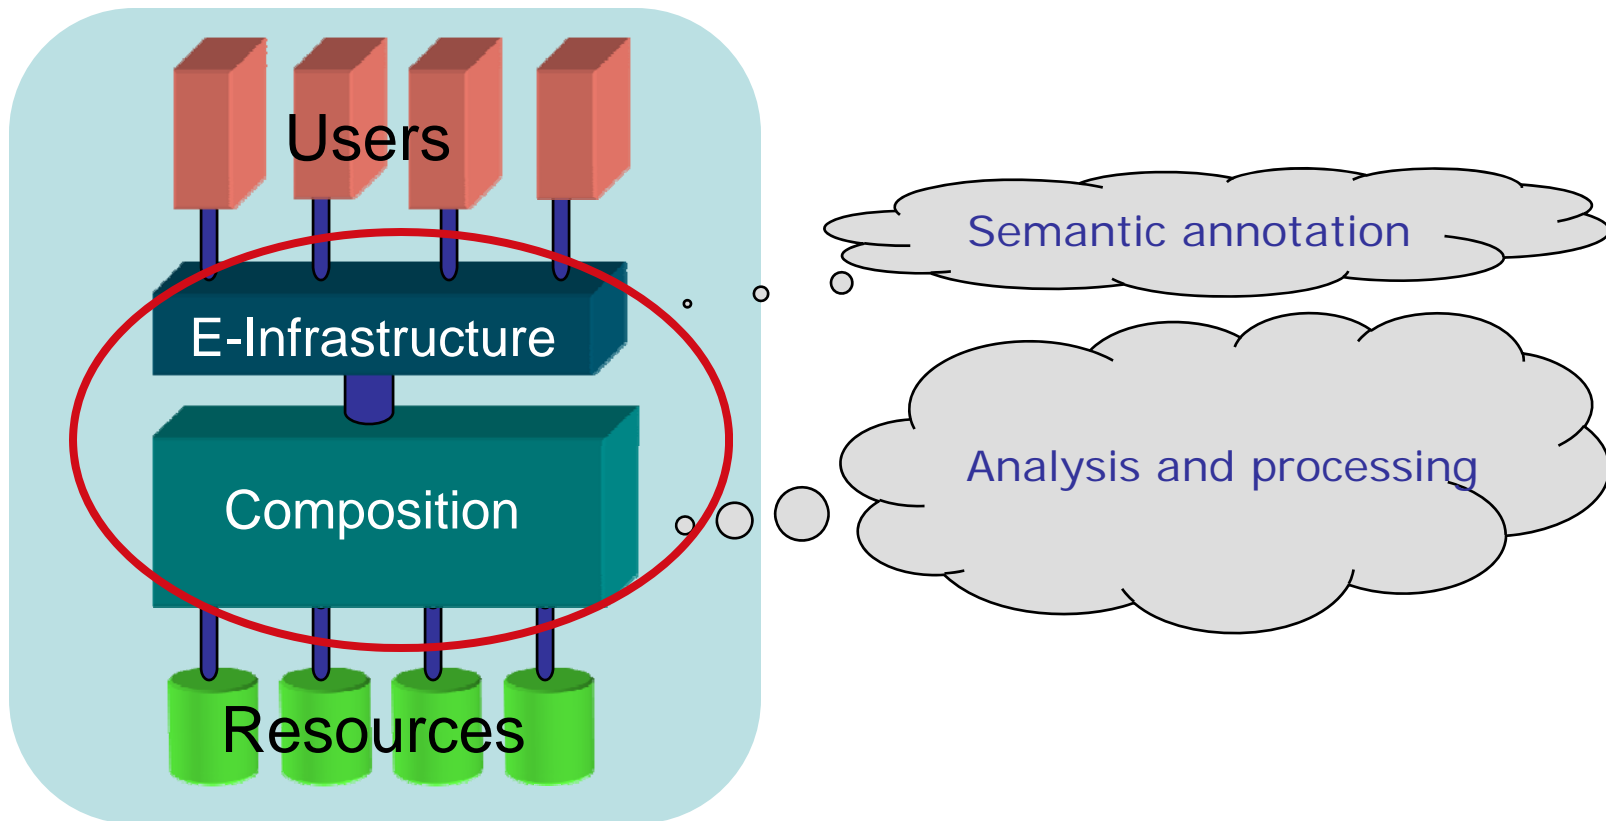 Users
E-Infrastructure
Composition
Resources
Semantic annotation
Analysis and processing